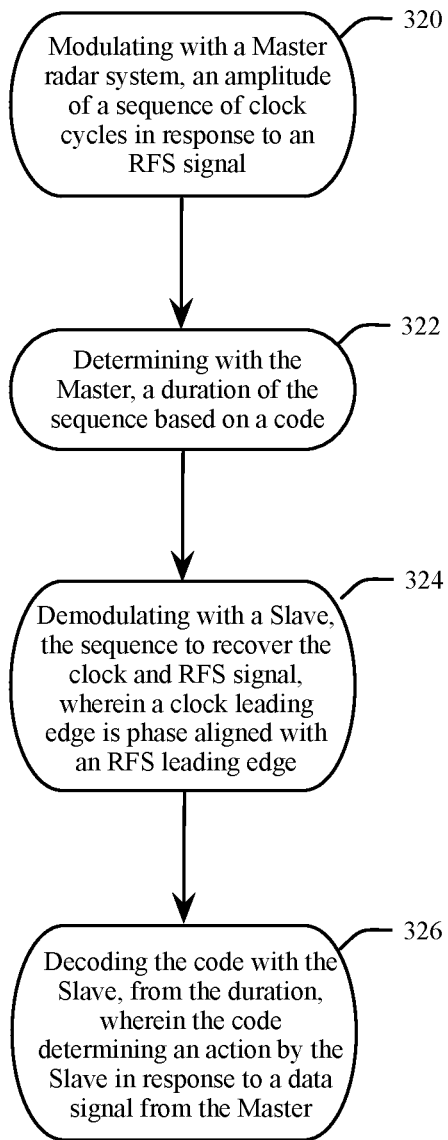 320
Modulating with a Master
radar system, an amplitude
of a sequence of clock
cycles in response to an
RFS signal
322
Determining with the
Master, a duration of the
sequence based on a code
324
Demodulating with a Slave,
the sequence to recover the
clock and RFS signal,
wherein a clock leading
edge is phase aligned with
an RFS leading edge
326
Decoding the code with the
Slave, from the duration,
wherein the code
determining an action by the
Slave in response to a data
signal from the Master